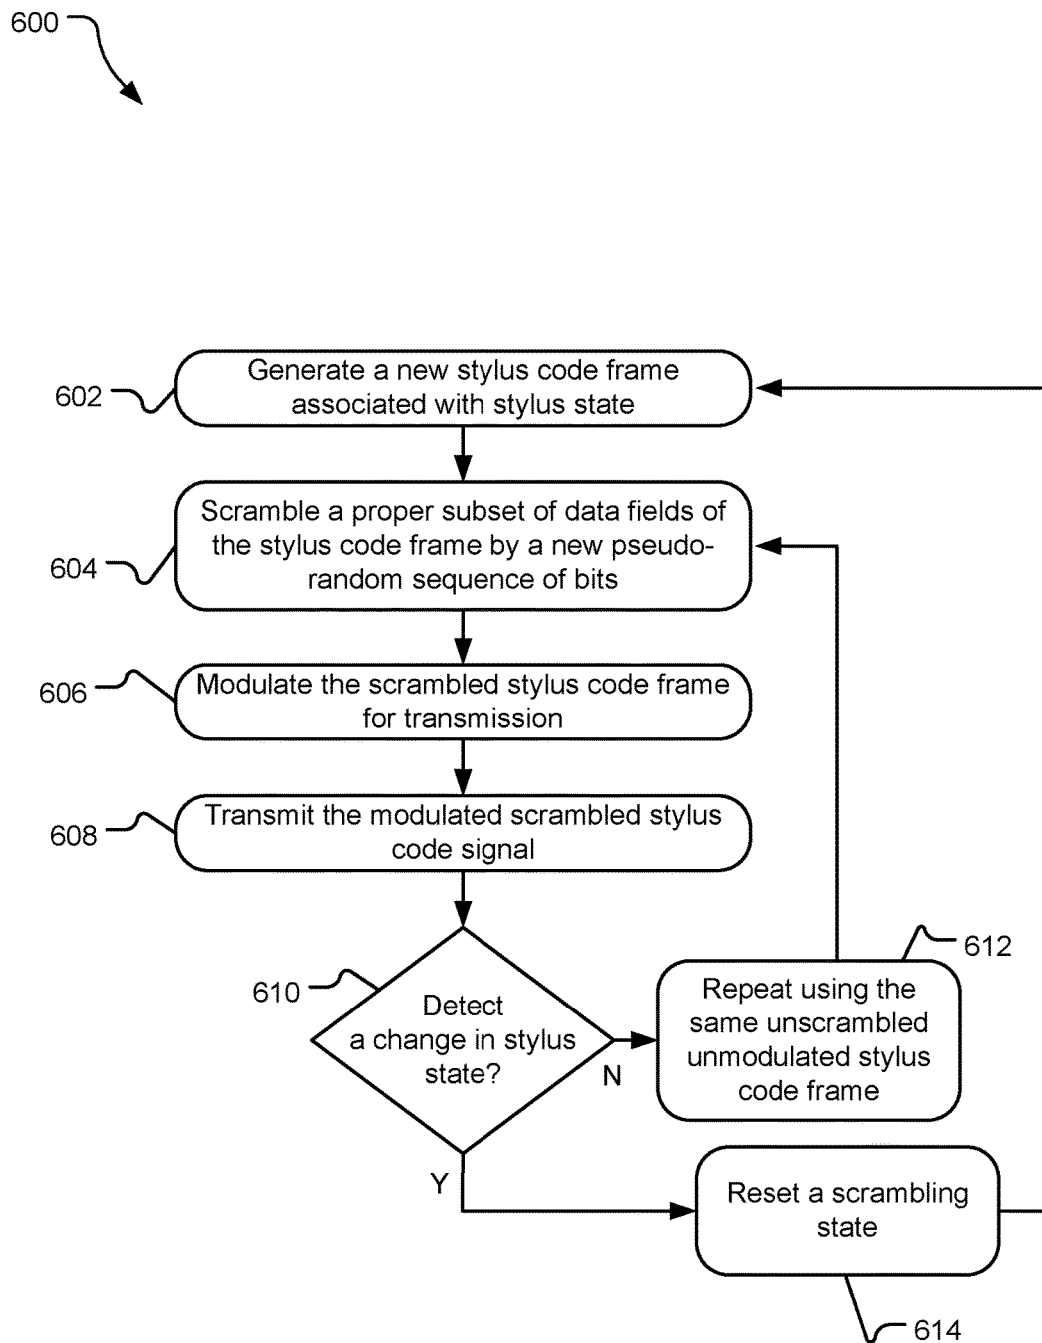 600
602
Generate a new stylus code frame
associated with stylus state
604
Scramble a proper subset of data fields of
the stylus code frame by a new pseudo-
random sequence of bits
606
Modulate the scrambled stylus code frame
for transmission
608
Transmit the modulated scrambled stylus
code signal
610
Detect
a change in stylus
state?
N
612
Repeat using the
same unscrambled
unmodulated stylus
code frame
Y
Reset a scrambling
state
614